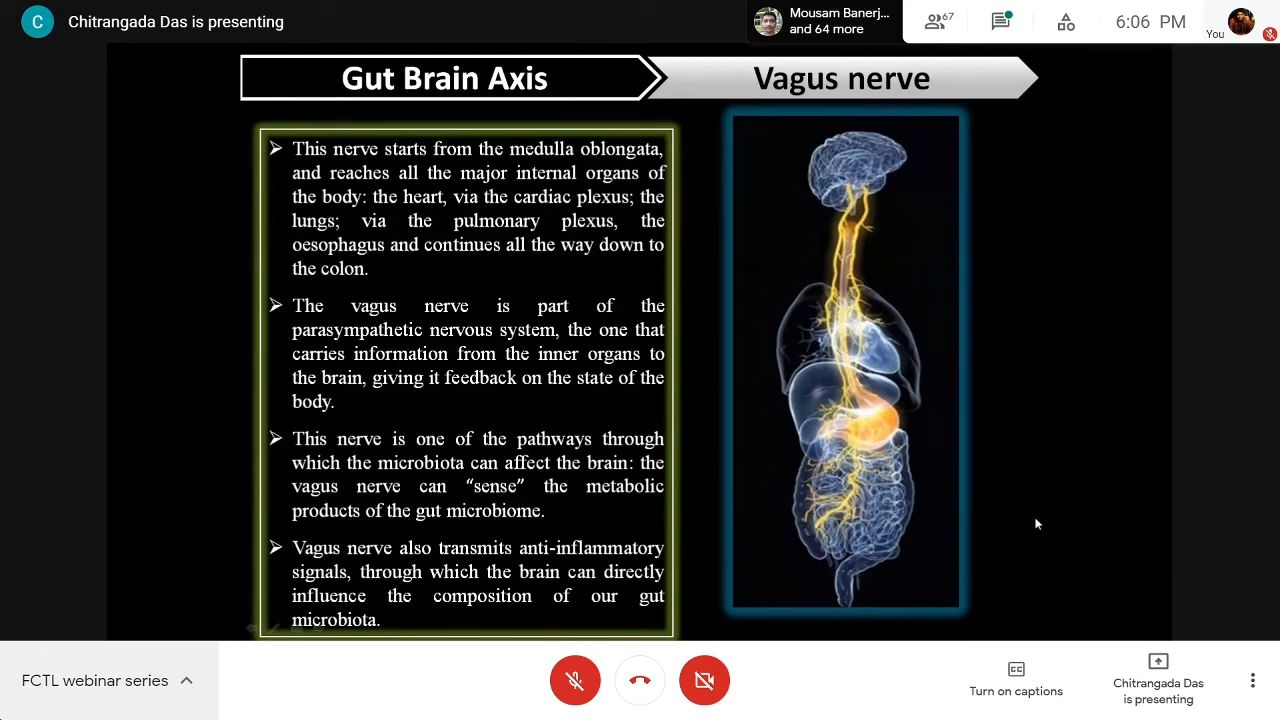 C
Chitrangada Das is presenting
Mousam Banerj...
and 64 more
67
6:06 PM
You
Gut Brain Axis
Vagus nerve
➢ This nerve starts from the medulla oblongata,
and reaches all the major internal organs of
the body: the heart, via the cardiac plexus; the
lungs; via the pulmonary plexus, the
oesophagus and continues all the way down to
the colon.
➢ The vagus nerve is part of the
parasympathetic nervous system, the one that
carries information from the inner organs to
the brain, giving it feedback on the state of the
body.
➢ This nerve is one of the pathways through
which the microbiota can affect the brain: the
vagus nerve can “sense” the metabolic
products of the gut microbiome.
➢ Vagus nerve also transmits anti-inflammatory
signals, through which the brain can directly
influence the composition of our gut
microbiota.
FCTL webinar series
CC
Turn on captions
Chitrangada Das
is presenting